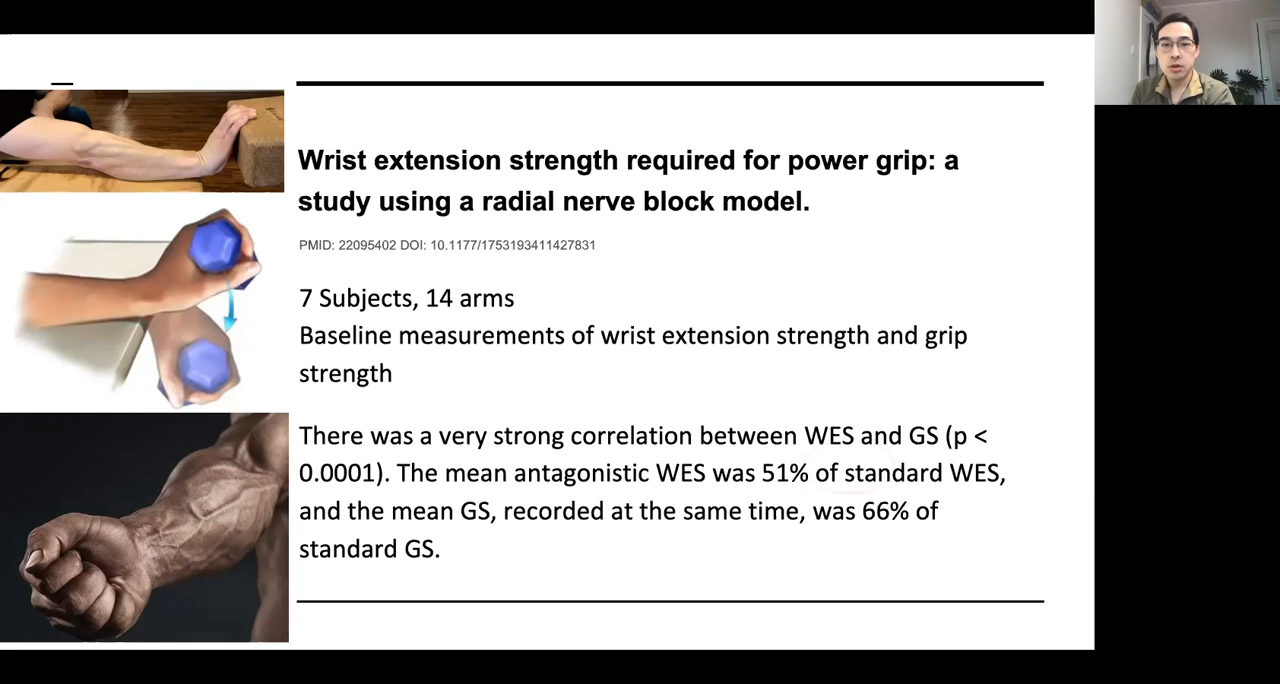 Wrist extension strength required for power grip: a
study using a radial nerve block model.
PMID: 22095402 DOI: 10.1177/1753193411427831
7 Subjects, 14 arms
Baseline measurements of wrist extension strength and grip
strength
There was a very strong correlation between WES and GS (p <
0.0001). The mean antagonistic WES was 51% of standard WES,
and the mean GS, recorded at the same time, was 66% of
standard GS.